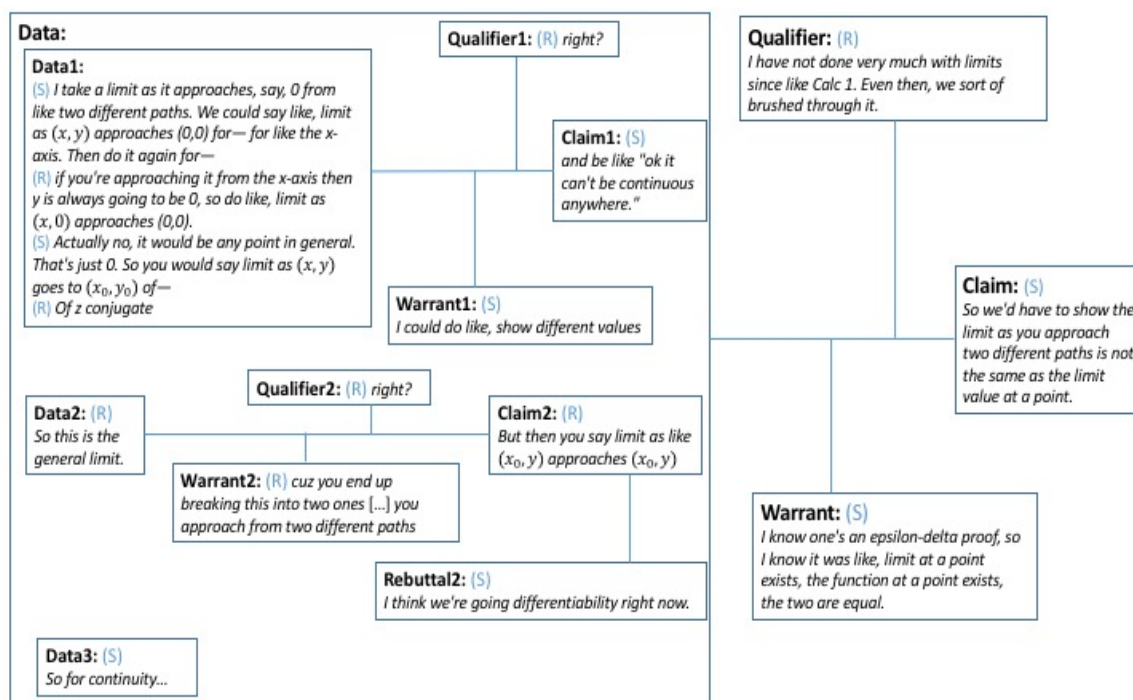 Data:
Data1:
(S) I take a limit as it approaches, say, 0 from
like two different paths. We could say like, limit
as (x, y) approaches (0,0) for— for like the x-
axis. Then do it again for—
(R) if you're approaching it from the x-axis then
y is always going to be 0, so do like, limit as
(x, 0) approaches (0,0).
(S) Actually no, it would be any point in general.
That's just 0. So you would say limit as (x, y)
goes to (x₀, y₀) of—
(R) Of z conjugate
Qualifier1: (R) right?
Claim1: (S)
and be like "ok it
can't be continuous
anywhere."
Warrant1: (S)
I could do like, show different values
Qualifier2: (R) right?
Data2: (R)
So this is the
general limit.
Claim2: (R)
But then you say limit as like
(x₀, y) approaches (x₀, y)
Warrant2: (R) cuz you end up
breaking this into two ones [...] you
approach from two different paths
Rebuttal2: (S)
I think we're going differentiability right now.
Data3: (S)
So for continuity...
Qualifier: (R)
I have not done very much with limits
since like Calc 1. Even then, we sort of
brushed through it.
Claim: (S)
So we'd have to show the
limit as you approach
two different paths is not
the same as the limit
value at a point.
Warrant: (S)
I know one's an epsilon-delta proof, so
I know it was like, limit at a point
exists, the function at a point exists,
the two are equal.